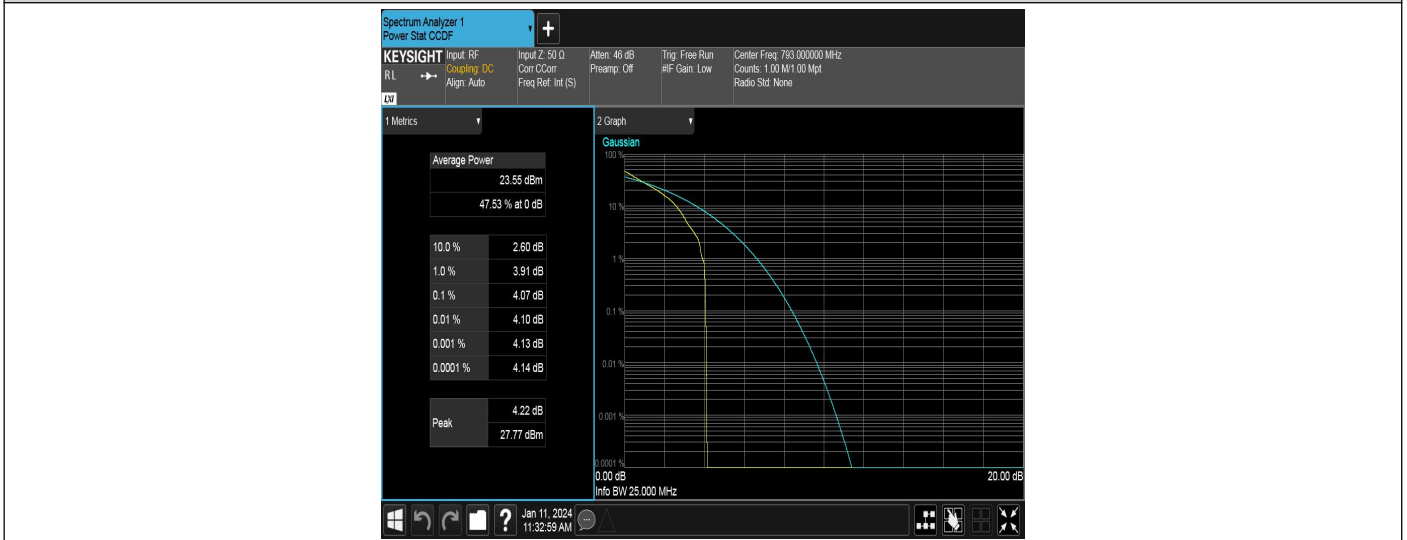 Spectrum Analyzer 1
Power Stat CCDF
+
KEYSIGHT
RL
LXI
Input: RF
Coupling: DC
Align: Auto
Input Z: 50 Ω
Corr CCorr
Freq Ref: Int (S)
Atten: 46 dB
Preamp: Off
Trig: Free Run
#IF Gain: Low
Center Freq: 793.000000 MHz
Counts: 1.00 M/1.00 Mpt
Radio Std: None
1 Metrics
Average Power
23.55 dBm
47.53 % at 0 dB
10.0 % 2.60 dB
1.0 % 3.91 dB
0.1 % 4.07 dB
0.01 % 4.10 dB
0.001 % 4.13 dB
0.0001 % 4.14 dB
Peak
4.22 dB
27.77 dBm
2 Graph
Gaussian
100 %
10 %
1 %
0.1 %
0.01 %
0.001 %
0.0001 %
0.00 dB 20.00 dB
Info BW 25.000 MHz
?
Jan 11, 2024
11:32:59 AM